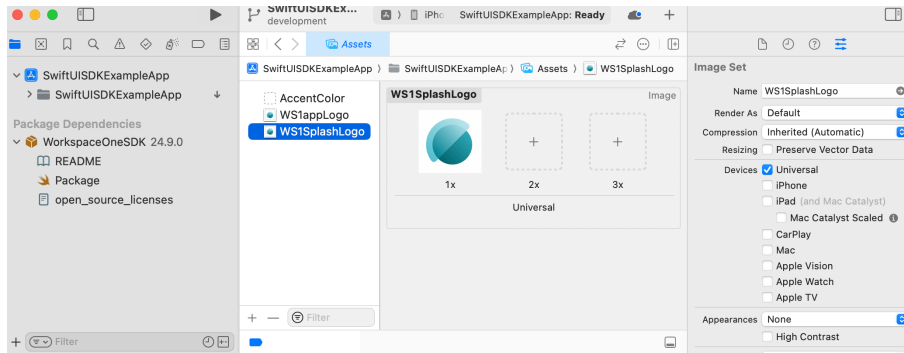 SwiftUISDKEx...
development
iPho
SwiftUISDKExampleApp: Ready
Assets
SwiftUISDKExampleApp
SwiftUISDKExampleAp
Assets
WS1SplashLogo
SwiftUISDKExampleApp
SwiftUISDKExampleApp
Package Dependencies
WorkspaceOneSDK 24.9.0
README
Package
open_source_licenses
Filter
AccentColor
WS1appLogo
WS1SplashLogo
Filter
WS1SplashLogo
Image
1x
2x
3x
Universal
Image Set
Name WS1SplashLogo
Render As Default
Compression Inherited (Automatic)
Resizing Preserve Vector Data
Devices Universal
iPhone
iPad (and Mac Catalyst)
Mac Catalyst Scaled
CarPlay
Mac
Apple Vision
Apple Watch
Apple TV
Appearances None
High Contrast